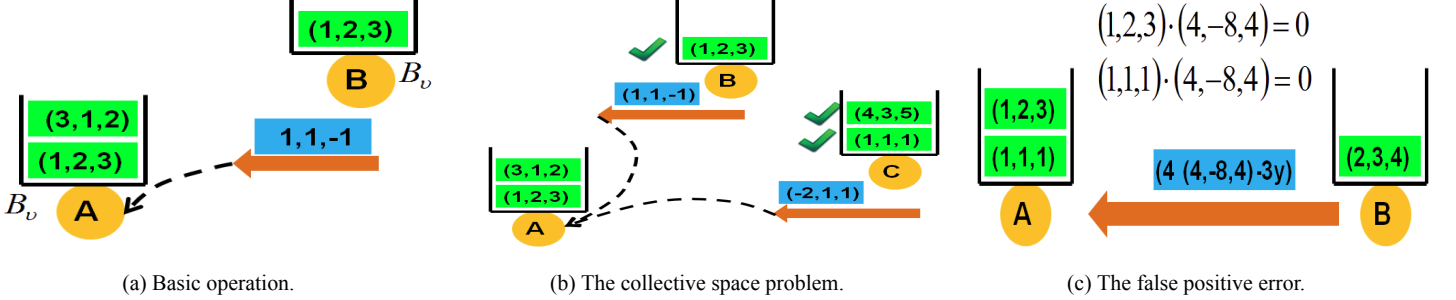 (1,2,3)
B
Bυ
(3,1,2)
(1,2,3)
1,1,-1
Bυ
A
(a) Basic operation.
(1,2,3)
B
(1,1,-1)
(4,3,5)
(1,1,1)
C
(3,1,2)
(1,2,3)
(-2,1,1)
A
(b) The collective space problem.
(1,2,3)·(4,-8,4)=0
(1,1,1)·(4,-8,4)=0
(1,2,3)
(1,1,1)
(2,3,4)
(4 (4,-8,4)-3y)
A
B
(c) The false positive error.